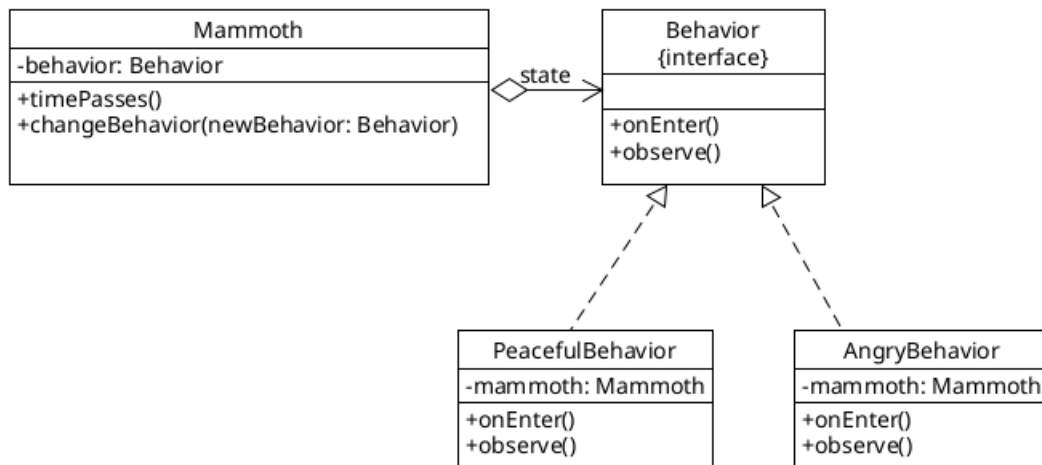 Mammoth
-behavior: Behavior
+timePasses()
+changeBehavior(newBehavior: Behavior)
state
Behavior
{interface}
+onEnter()
+observe()
PeacefulBehavior
-mammoth: Mammoth
+onEnter()
+observe()
AngryBehavior
-mammoth: Mammoth
+onEnter()
+observe()